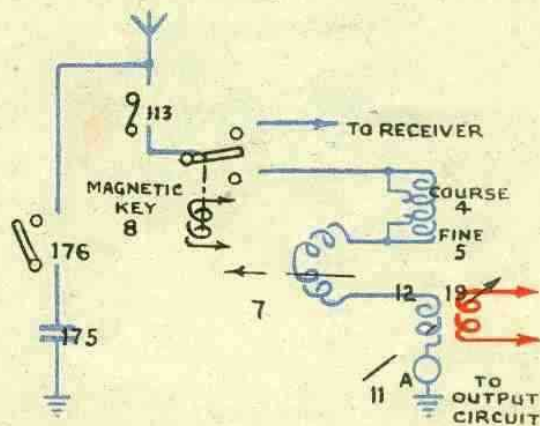 113
TO RECEIVER
MAGNETIC
KEY
8
COURSE
4
FINE
5
176
7
12
19
175
11
A
TO
OUTPUT
CIRCUIT